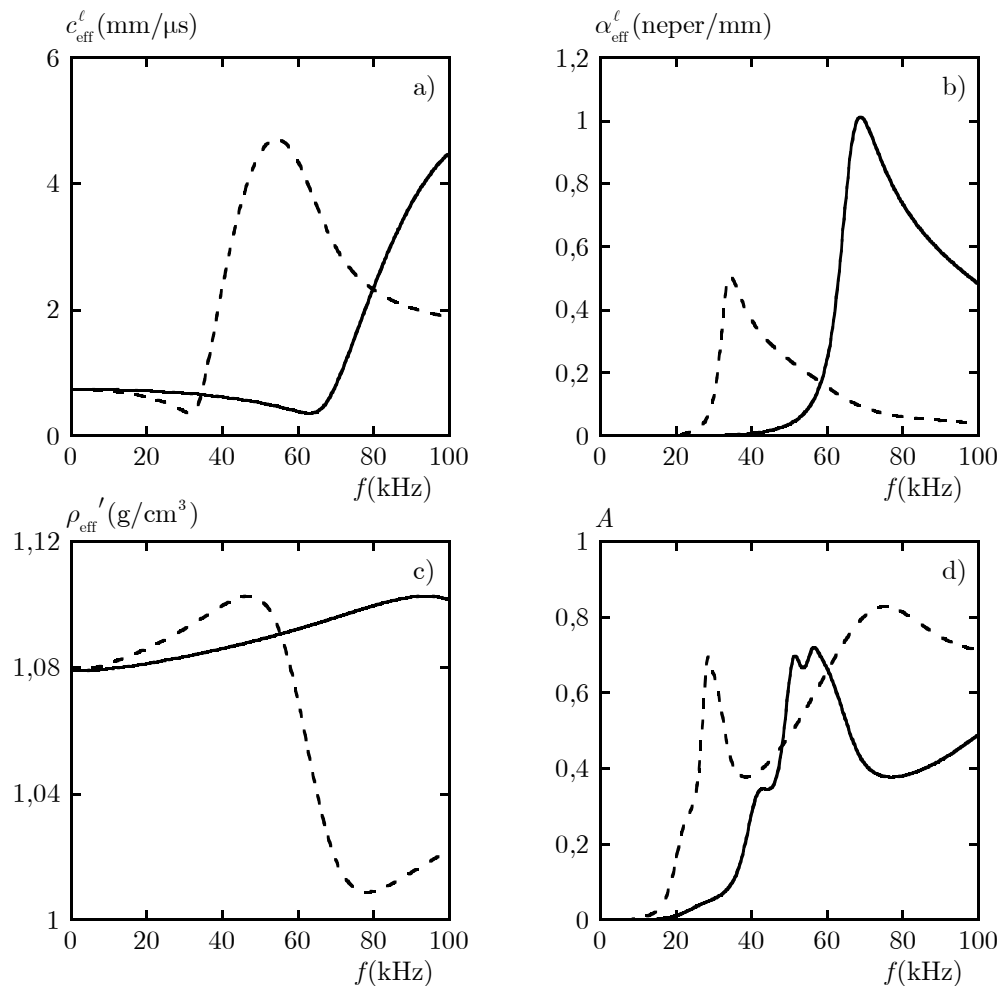 c_eff^ℓ (mm/μs) α_eff^ℓ (neper/mm)
6 a) 1,2 b)
1
4 0,8
0,6
2 0,4
0,2
0 0
0 20 40 60 80 100 0 20 40 60 80 100
f(kHz) f(kHz)
ρ_eff′(g/cm³) A
1,12 c) 1 d)
0,8
1,08 0,6
1,04 0,4
0,2
1 0
0 20 40 60 80 100 0 20 40 60 80 100
f(kHz) f(kHz)